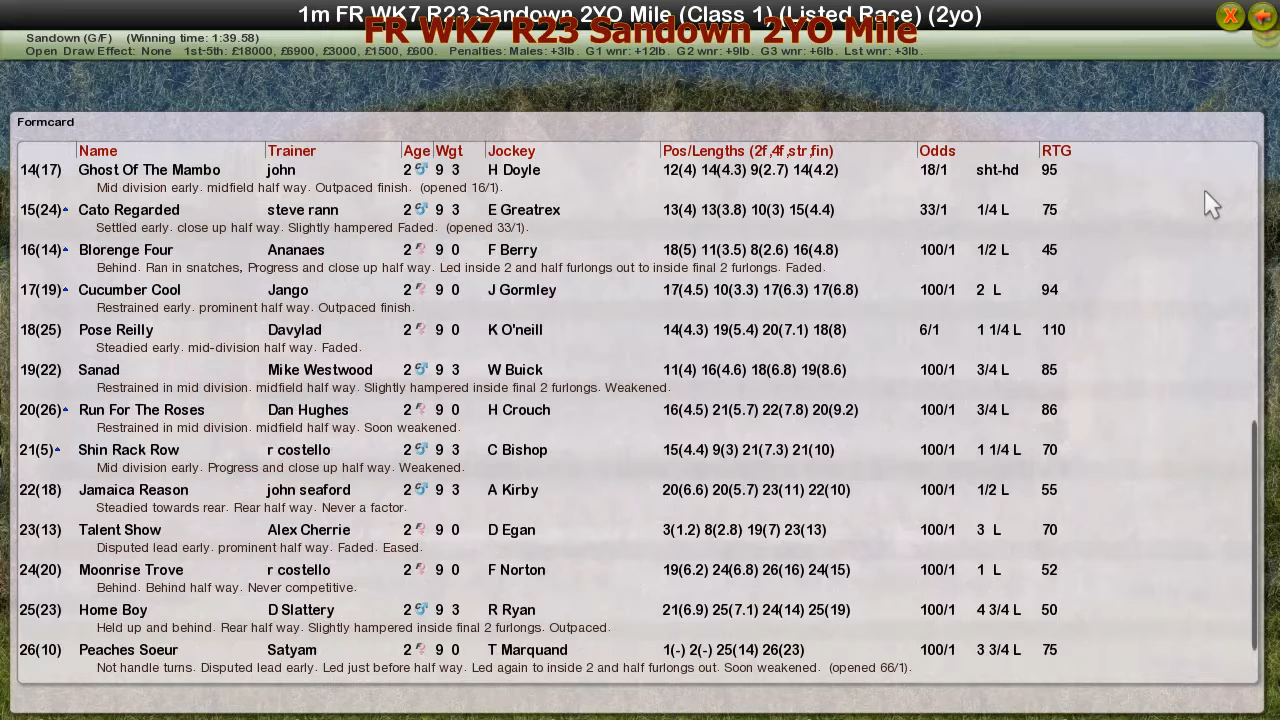 1m FR WK7 R23 Sandown 2YO Mile (Class 1) (Listed Race) (2yo)
FR WK7 R23 Sandown 2YO Mile
Sandown (G/F) (Winning time: 1:39.58)
Open Draw Effect: None 1st-5th: £18000, £6900, £3000, £1500, £600. Penalties: Males: +3lb. G1 wnr: +12lb. G2 wnr: +9lb. G3 wnr: +6lb. Lst wnr: +3lb.
Formcard
Name Trainer Age Wgt Jockey Pos/Lengths (2f,4f,str,fin) Odds RTG
14(17) Ghost Of The Mambo john 2 9 3 H Doyle 12(4) 14(4.3) 9(2.7) 14(4.2) 18/1 sht-hd 95
Mid division early. midfield half way. Outpaced finish. (opened 16/1).
15(24) Cato Regarded steve rann 2 9 3 E Greatrex 13(4) 13(3.8) 10(3) 15(4.4) 33/1 1/4 L 75
Settled early. close up half way. Slightly hampered Faded. (opened 33/1).
16(14) Blorenge Four Ananaes 2 9 0 F Berry 18(5) 11(3.5) 8(2.6) 16(4.8) 100/1 1/2 L 45
Behind. Ran in snatches, Progress and close up half way. Led inside 2 and half furlongs out to inside final 2 furlongs. Faded.
17(19) Cucumber Cool Jango 2 9 0 J Gormley 17(4.5) 10(3.3) 17(6.3) 17(6.8) 100/1 2 L 94
Restrained early. prominent half way. Outpaced finish.
18(25) Pose Reilly Davylad 2 9 0 K O'neill 14(4.3) 19(5.4) 20(7.1) 18(8) 6/1 1 1/4 L 110
Steadied early. mid-division half way. Faded.
19(22) Sanad Mike Westwood 2 9 3 W Buick 11(4) 16(4.6) 18(6.8) 19(8.6) 100/1 3/4 L 85
Restrained in mid division. midfield half way. Slightly hampered inside final 2 furlongs. Weakened.
20(26) Run For The Roses Dan Hughes 2 9 0 H Crouch 16(4.5) 21(5.7) 22(7.8) 20(9.2) 100/1 3/4 L 86
Restrained in mid division. midfield half way. Soon weakened.
21(5) Shin Rack Row r costello 2 9 3 C Bishop 15(4.4) 9(3) 21(7.3) 21(10) 100/1 1 1/4 L 70
Mid division early. Progress and close up half way. Weakened.
22(18) Jamaica Reason john seaford 2 9 3 A Kirby 20(6.6) 20(5.7) 23(11) 22(10) 100/1 1/2 L 55
Steadied towards rear. Rear half way. Never a factor.
23(13) Talent Show Alex Cherrie 2 9 0 D Egan 3(1.2) 8(2.8) 19(7) 23(13) 100/1 3 L 70
Disputed lead early. prominent half way. Faded. Eased.
24(20) Moonrise Trove r costello 2 9 0 F Norton 19(6.2) 24(6.8) 26(16) 24(15) 100/1 1 L 52
Behind. Behind half way. Never competitive.
25(23) Home Boy D Slattery 2 9 3 R Ryan 21(6.9) 25(7.1) 24(14) 25(19) 100/1 4 3/4 L 50
Held up and behind. Rear half way. Slightly hampered inside final 2 furlongs. Outpaced.
26(10) Peaches Soeur Satyam 2 9 0 T Marquand 1(-) 2(-) 25(14) 26(23) 100/1 3 3/4 L 75
Not handle turns. Disputed lead early. Led just before half way. Led again to inside 2 and half furlongs out. Soon weakened. (opened 66/1).